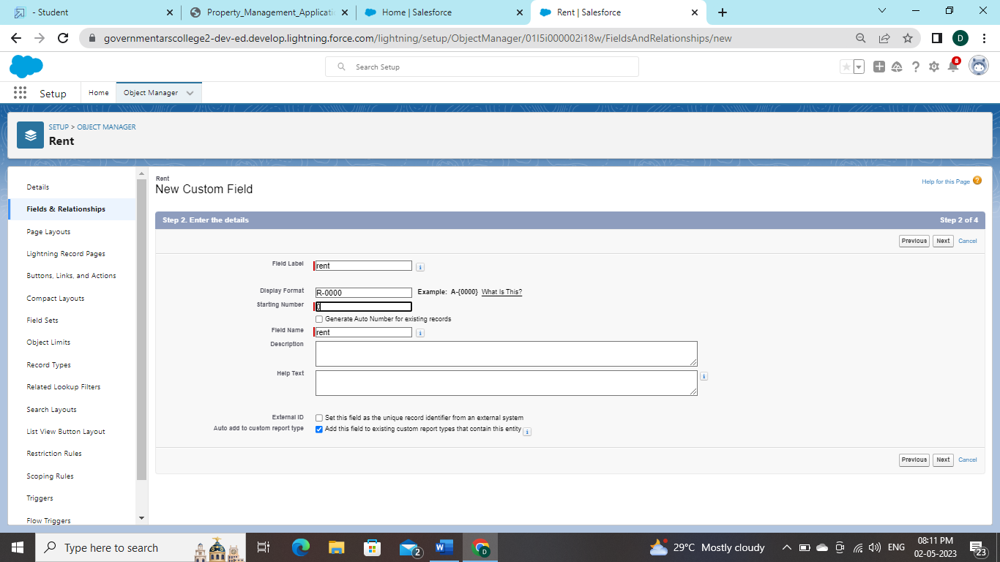 - Student
Property_Management_Applicati
Home | Salesforce
Rent | Salesforce
governmentarscollege2-dev-ed.develop.lightning.force.com/lightning/setup/ObjectManager/01I5i000002i18w/FieldsAndRelationships/new
D
Search Setup
8
Setup
Home
Object Manager
SETUP > OBJECT MANAGER
Rent
Details
Fields & Relationships
Page Layouts
Lightning Record Pages
Buttons, Links, and Actions
Compact Layouts
Field Sets
Object Limits
Record Types
Related Lookup Filters
Search Layouts
List View Button Layout
Restriction Rules
Scoping Rules
Triggers
Flow Triggers
Rent
New Custom Field
Help for this Page
Step 2. Enter the details
Step 2 of 4
Previous Next Cancel
Field Label rent
Display Format R-0000 Example: A-{0000} What Is This?
Starting Number 0
Generate Auto Number for existing records
Field Name rent
Description
Help Text
External ID Set this field as the unique record identifier from an external system
Auto add to custom report type Add this field to existing custom report types that contain this entity
Previous Next Cancel
Type here to search
2
W
D
29°C Mostly cloudy
ENG
08:11 PM
02-05-2023
23